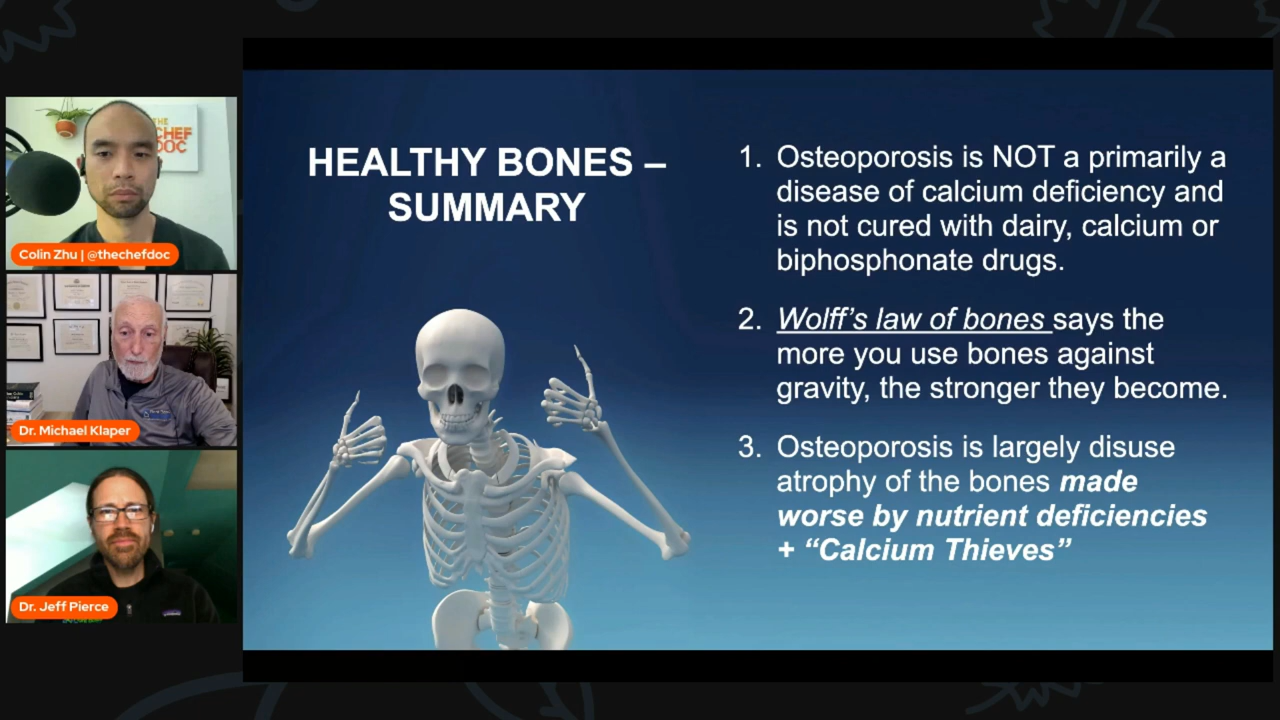 THE
CHEF
DOC
Colin Zhu | @thechefdoc
Dr. Michael Klaper
Dr. Jeff Pierce
HEALTHY BONES –
SUMMARY
1. Osteoporosis is NOT a primarily a
disease of calcium deficiency and
is not cured with dairy, calcium or
biphosphonate drugs.
2. Wolff’s law of bones says the
more you use bones against
gravity, the stronger they become.
3. Osteoporosis is largely disuse
atrophy of the bones made
worse by nutrient deficiencies
+ “Calcium Thieves”